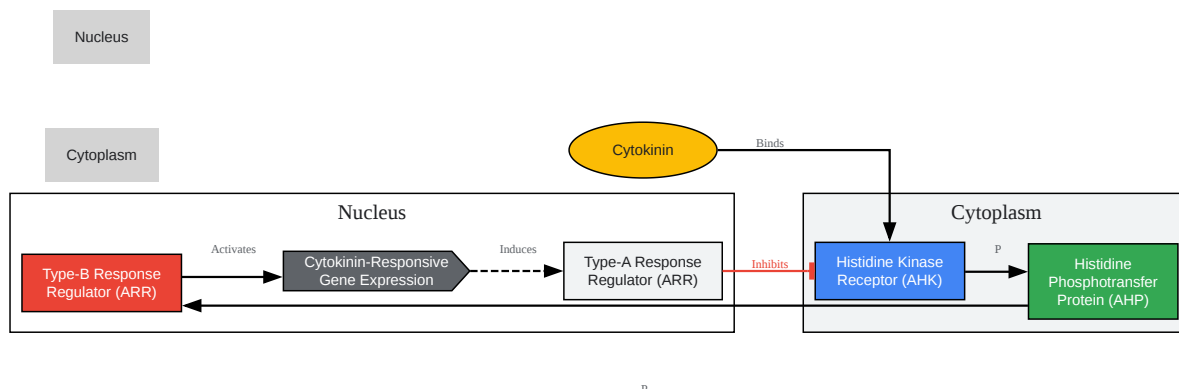 Nucleus
Cytoplasm
Cytokinin
Binds
Nucleus
Cytoplasm
Activates
Induces
P
Type-B Response
Regulator (ARR)
Cytokinin-Responsive
Gene Expression
Type-A Response
Regulator (ARR)
Inhibits
Histidine Kinase
Receptor (AHK)
Histidine
Phosphotransfer
Protein (AHP)
P